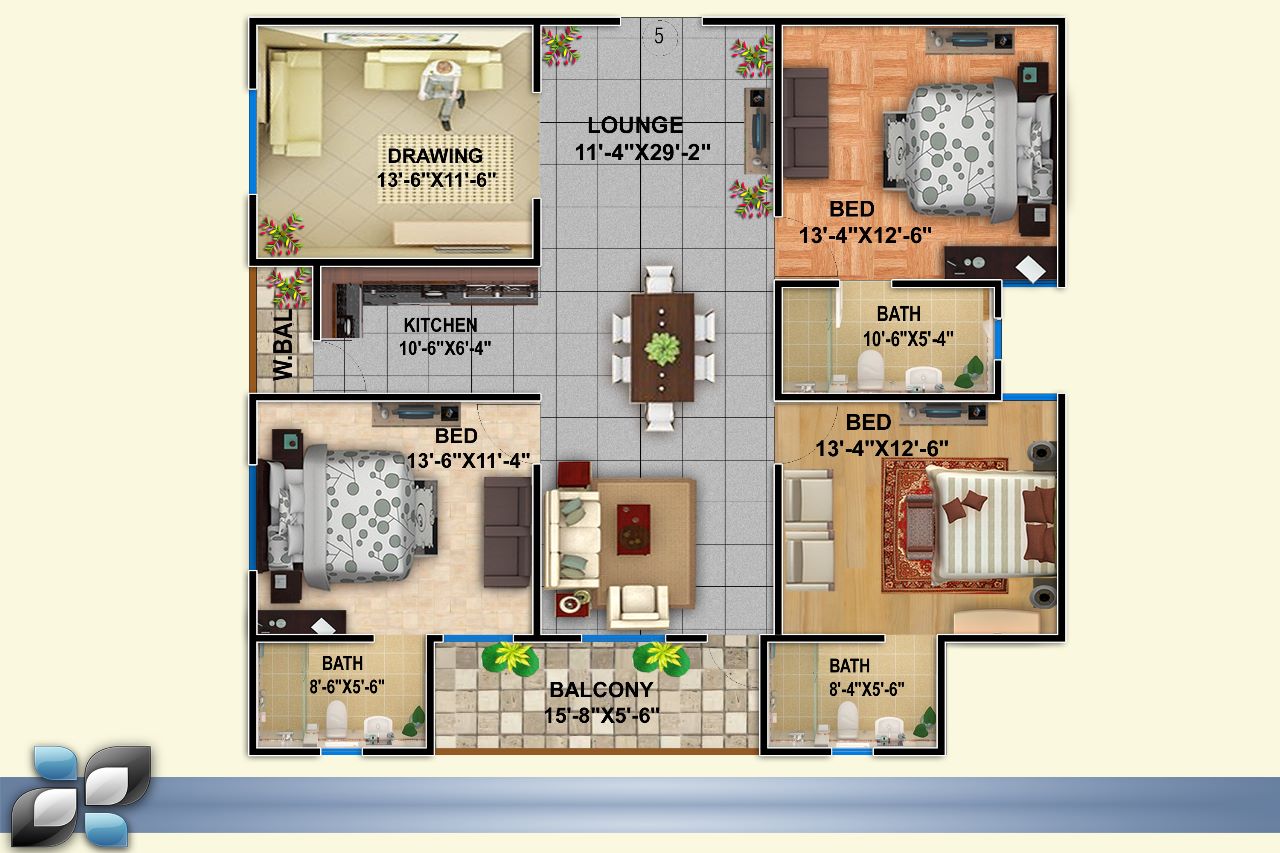 5
LOUNGE
11'-4"X29'-2"
DRAWING
13'-6"X11'-6"
BED
13'-4"X12'-6"
W.BAL
KITCHEN
10'-6"X6'-4"
BATH
10'-6"X5'-4"
BED
13'-6"X11'-4"
BED
13'-4"X12'-6"
BATH
8'-6"X5'-6"
BALCONY
15'-8"X5'-6"
BATH
8'-4"X5'-6"